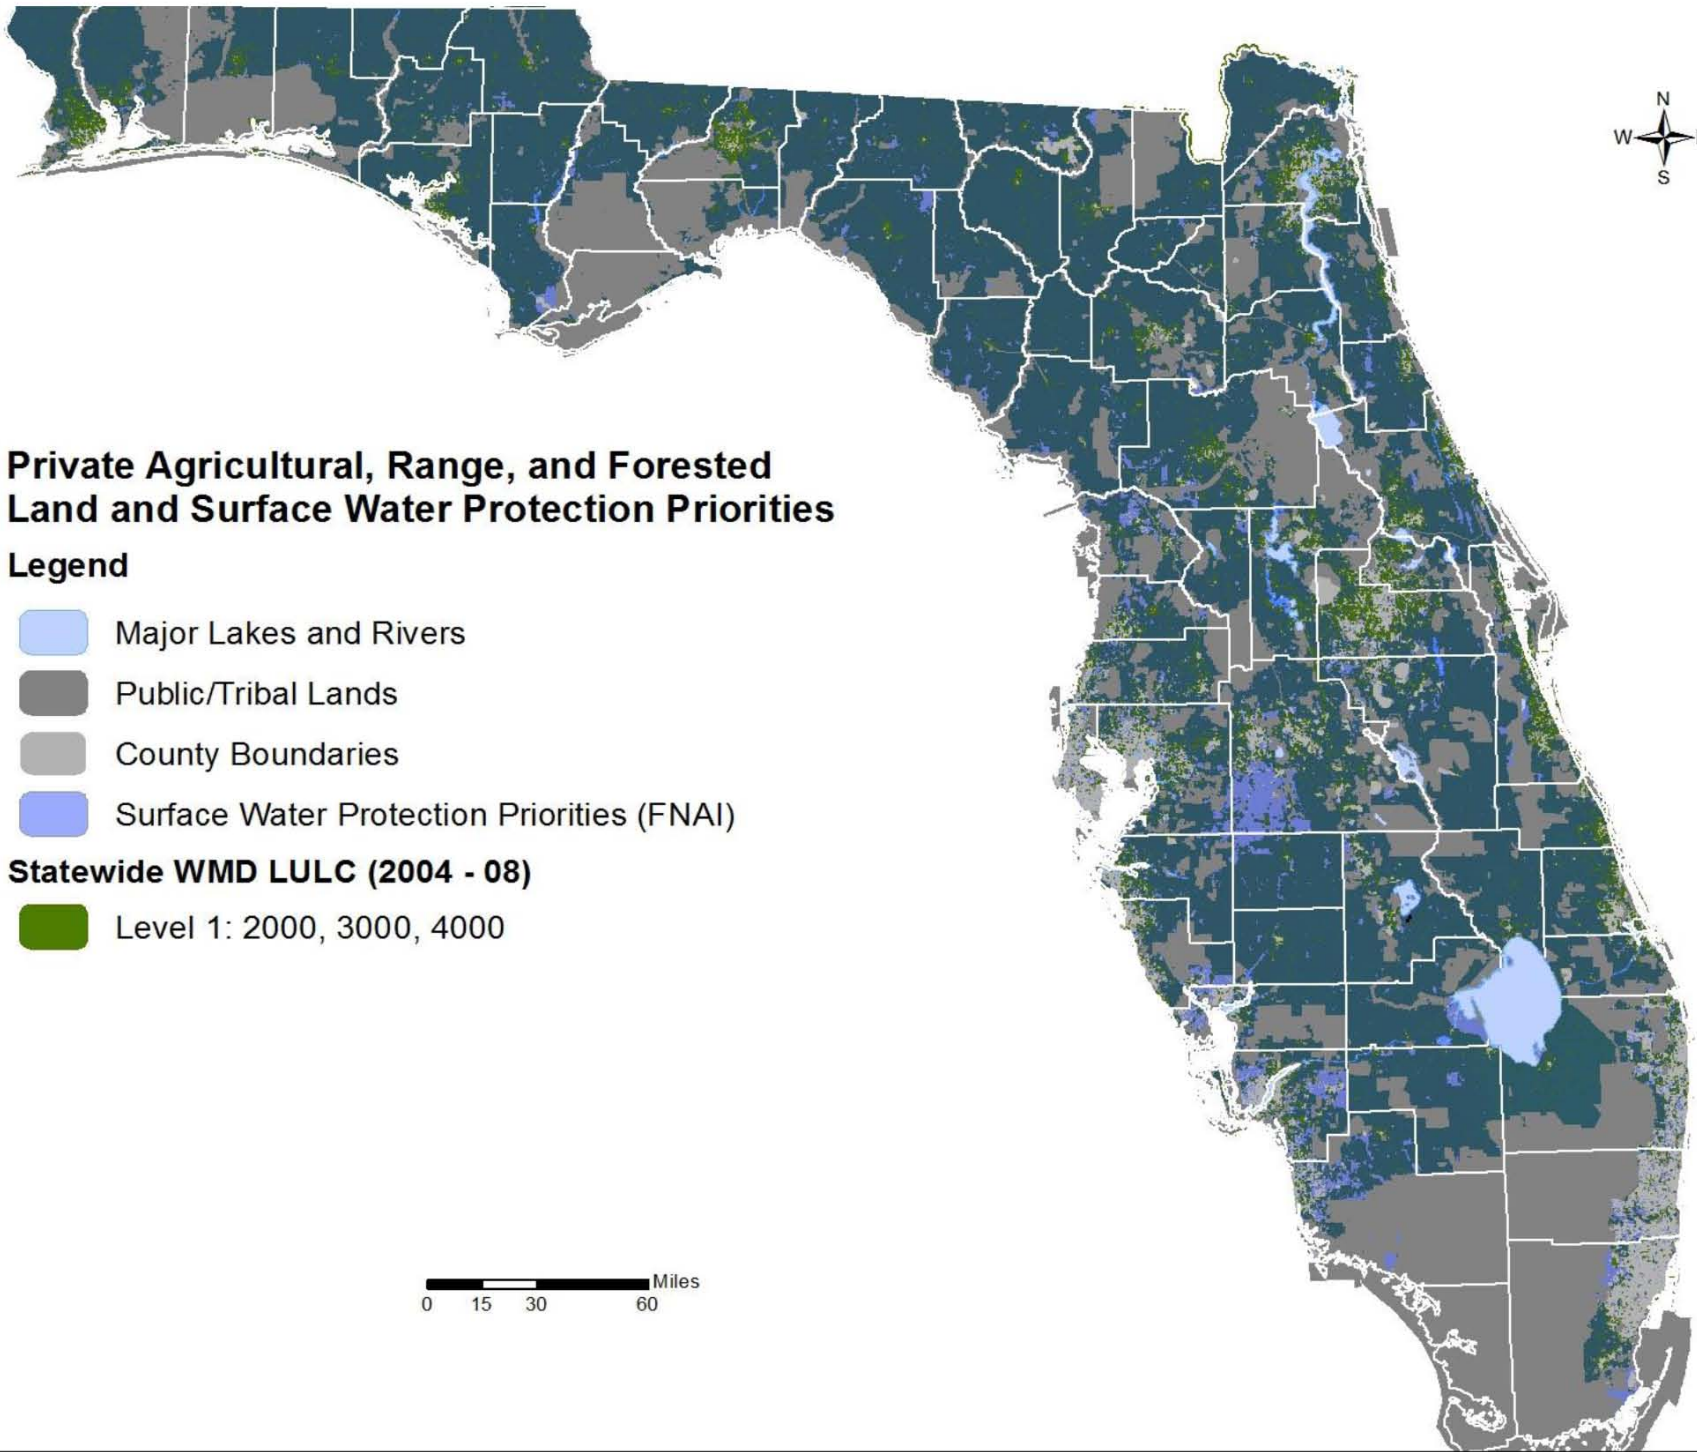 N
W
S
Private Agricultural, Range, and Forested
Land and Surface Water Protection Priorities
Legend
Major Lakes and Rivers
Public/Tribal Lands
County Boundaries
Surface Water Protection Priorities (FNAI)
Statewide WMD LULC (2004 - 08)
Level 1: 2000, 3000, 4000
Miles
0 15 30 60